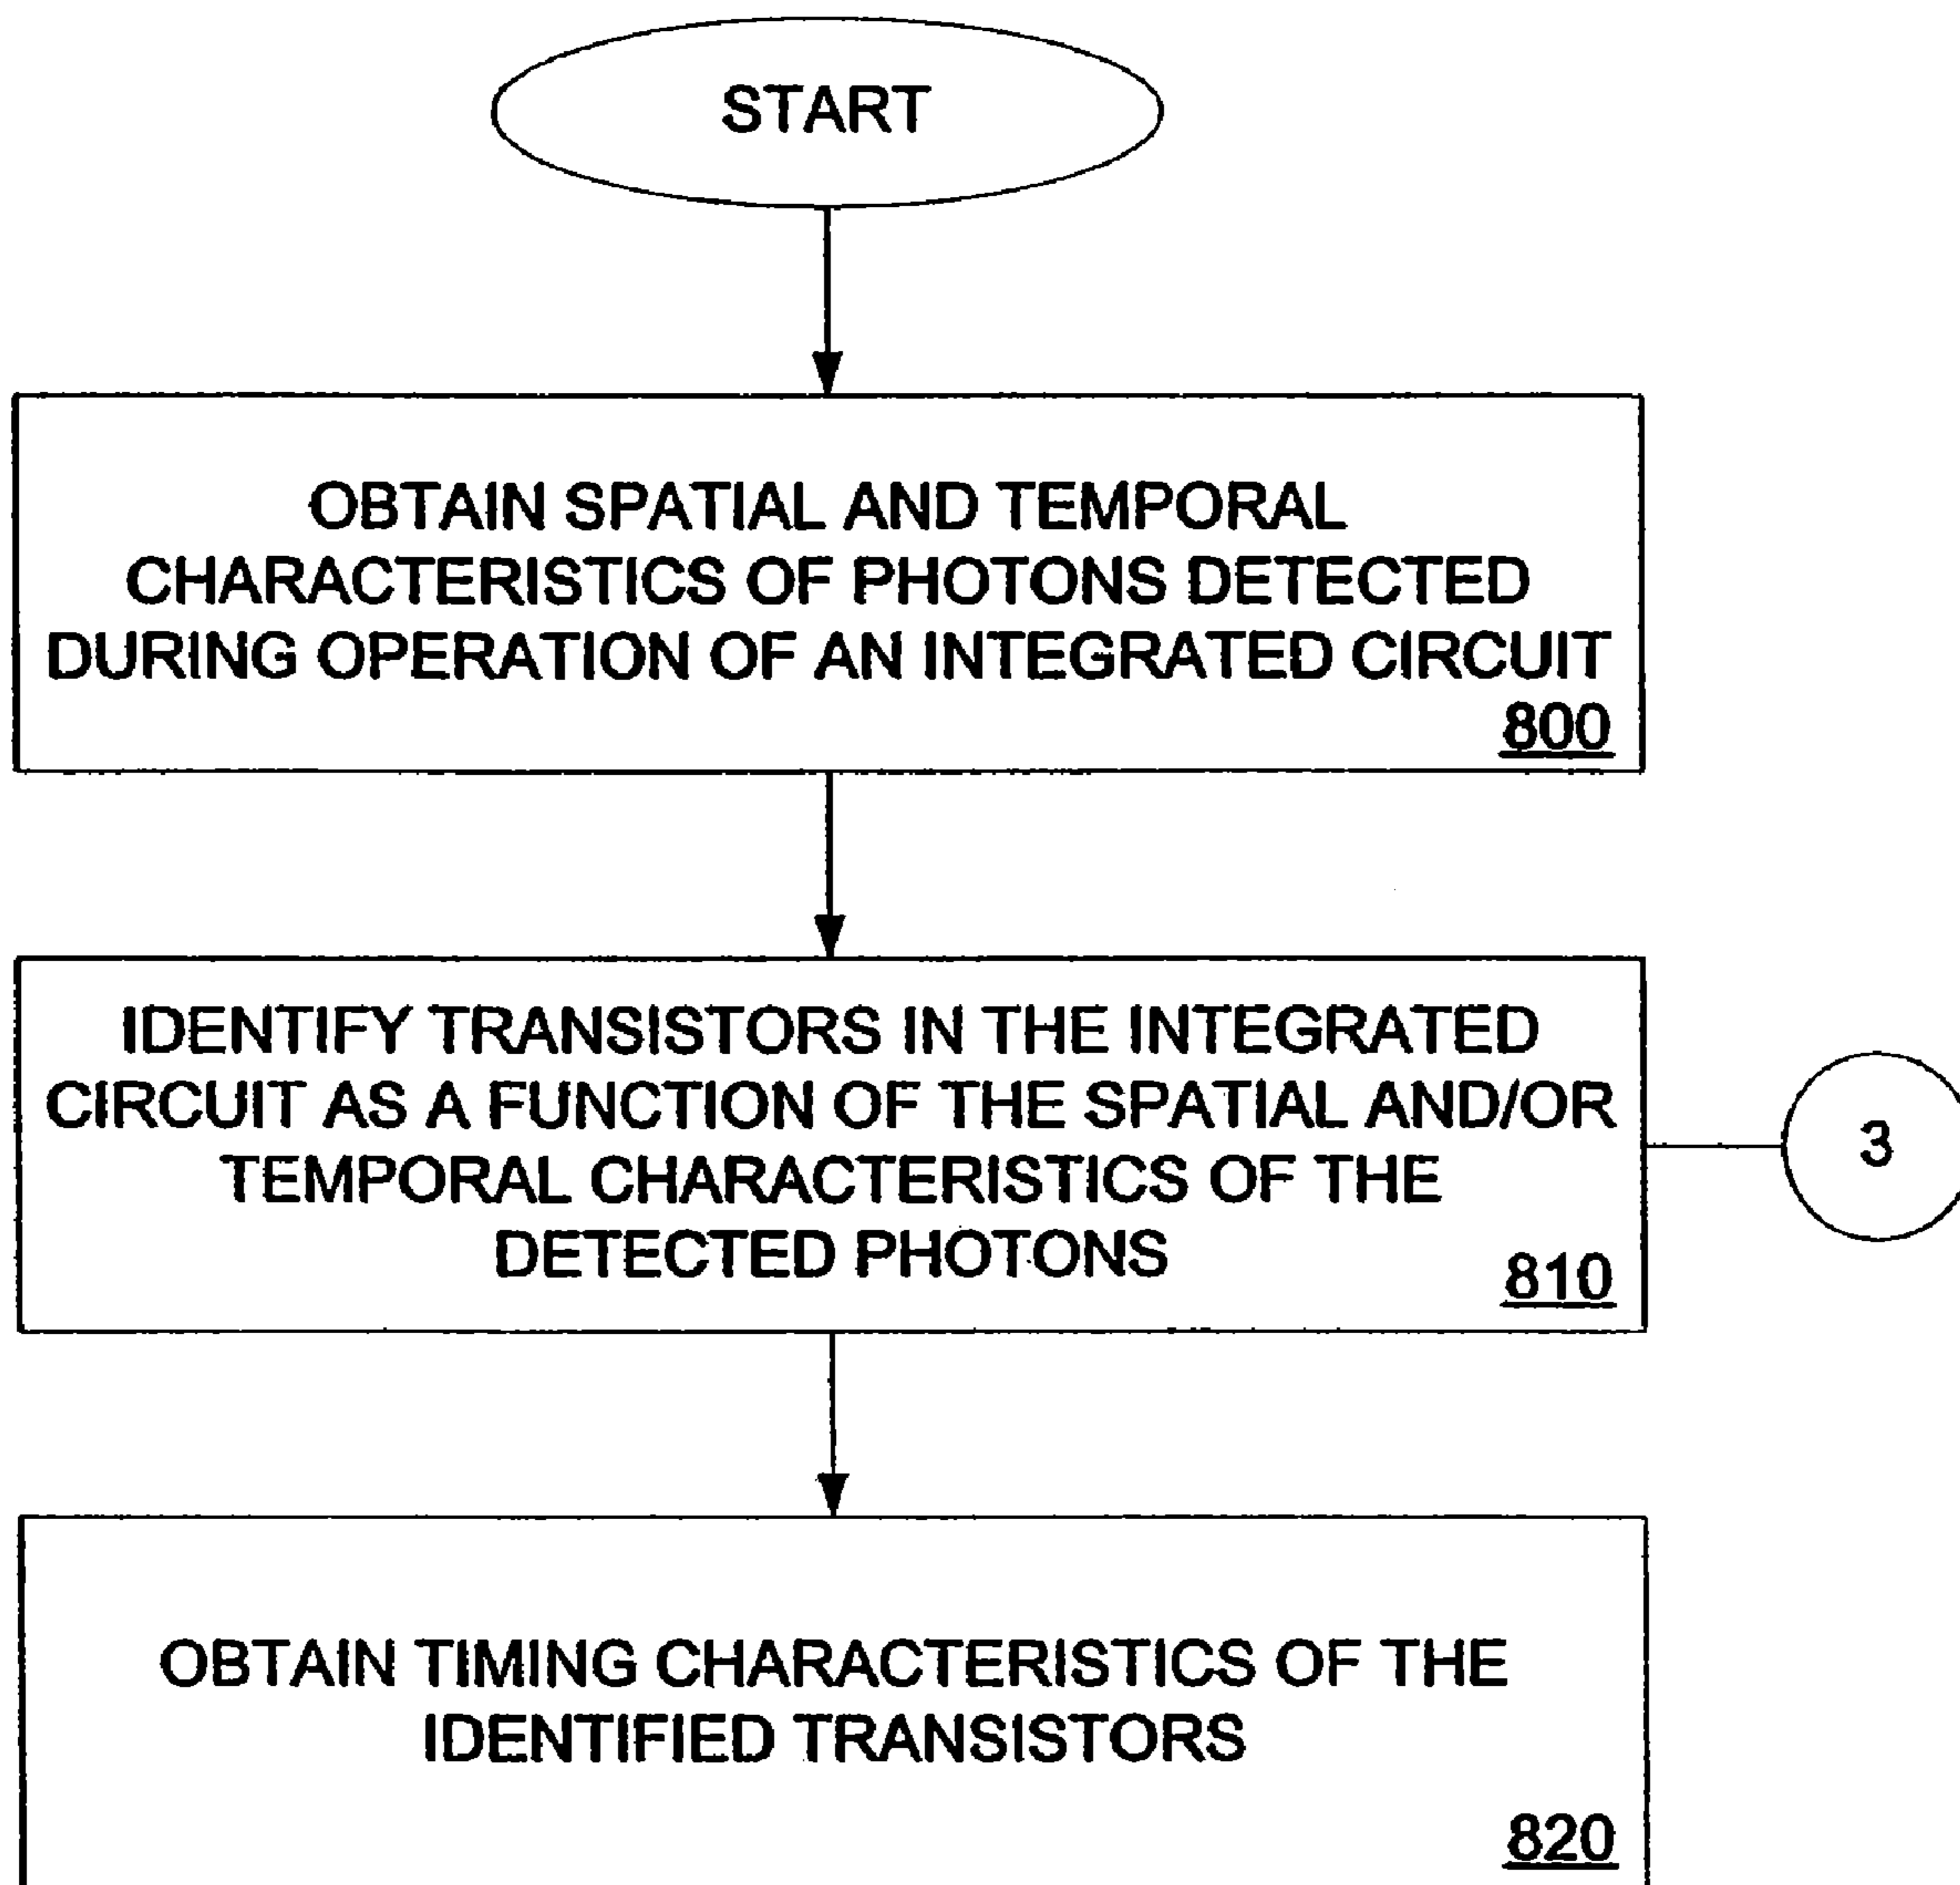 START
OBTAIN SPATIAL AND TEMPORAL
CHARACTERISTICS OF PHOTONS DETECTED
DURING OPERATION OF AN INTEGRATED CIRCUIT
800
IDENTIFY TRANSISTORS IN THE INTEGRATED
CIRCUIT AS A FUNCTION OF THE SPATIAL AND/OR
TEMPORAL CHARACTERISTICS OF THE
DETECTED PHOTONS
810
3
OBTAIN TIMING CHARACTERISTICS OF THE
IDENTIFIED TRANSISTORS
820